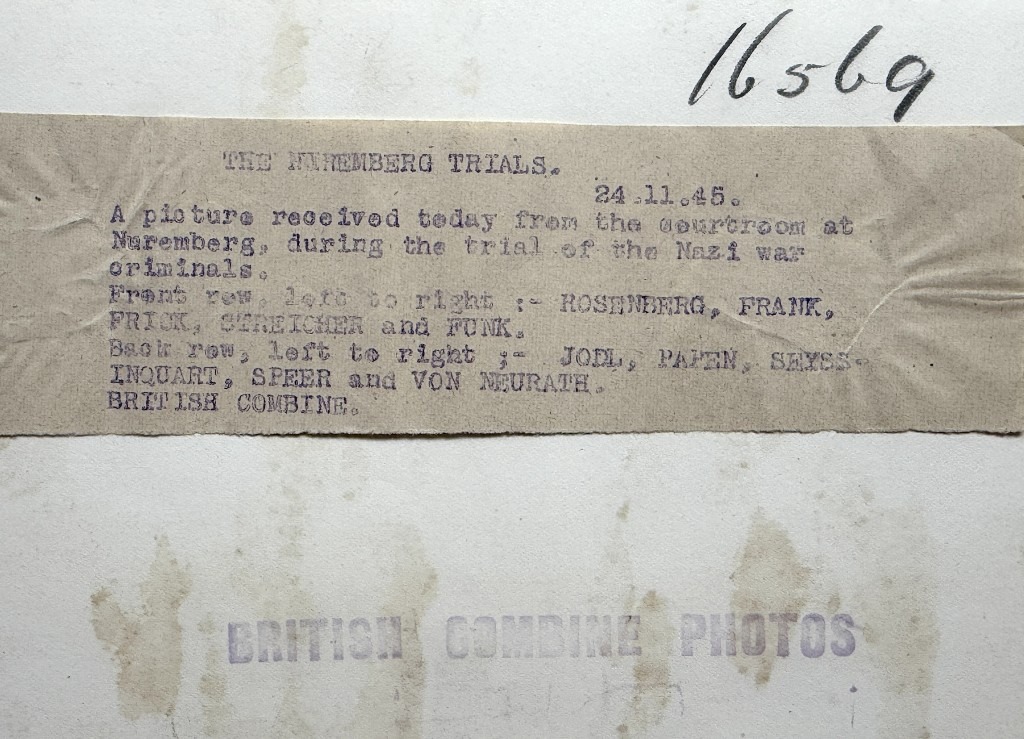 16569
THE NUREMBERG TRIALS.
24.11.45.
A picture received today from the courtroom at
Nuremberg, during the trial of the Nazi war
criminals.
Front row, left to right :- ROSENBERG, FRANK,
FRICK, STREICHER and FUNK.
Back row, left to right ;- JODL, PAPEN, SEYSS-
INQUART, SPEER and VON NEURATH.
BRITISH COMBINE.
BRITISH COMBINE PHOTOS